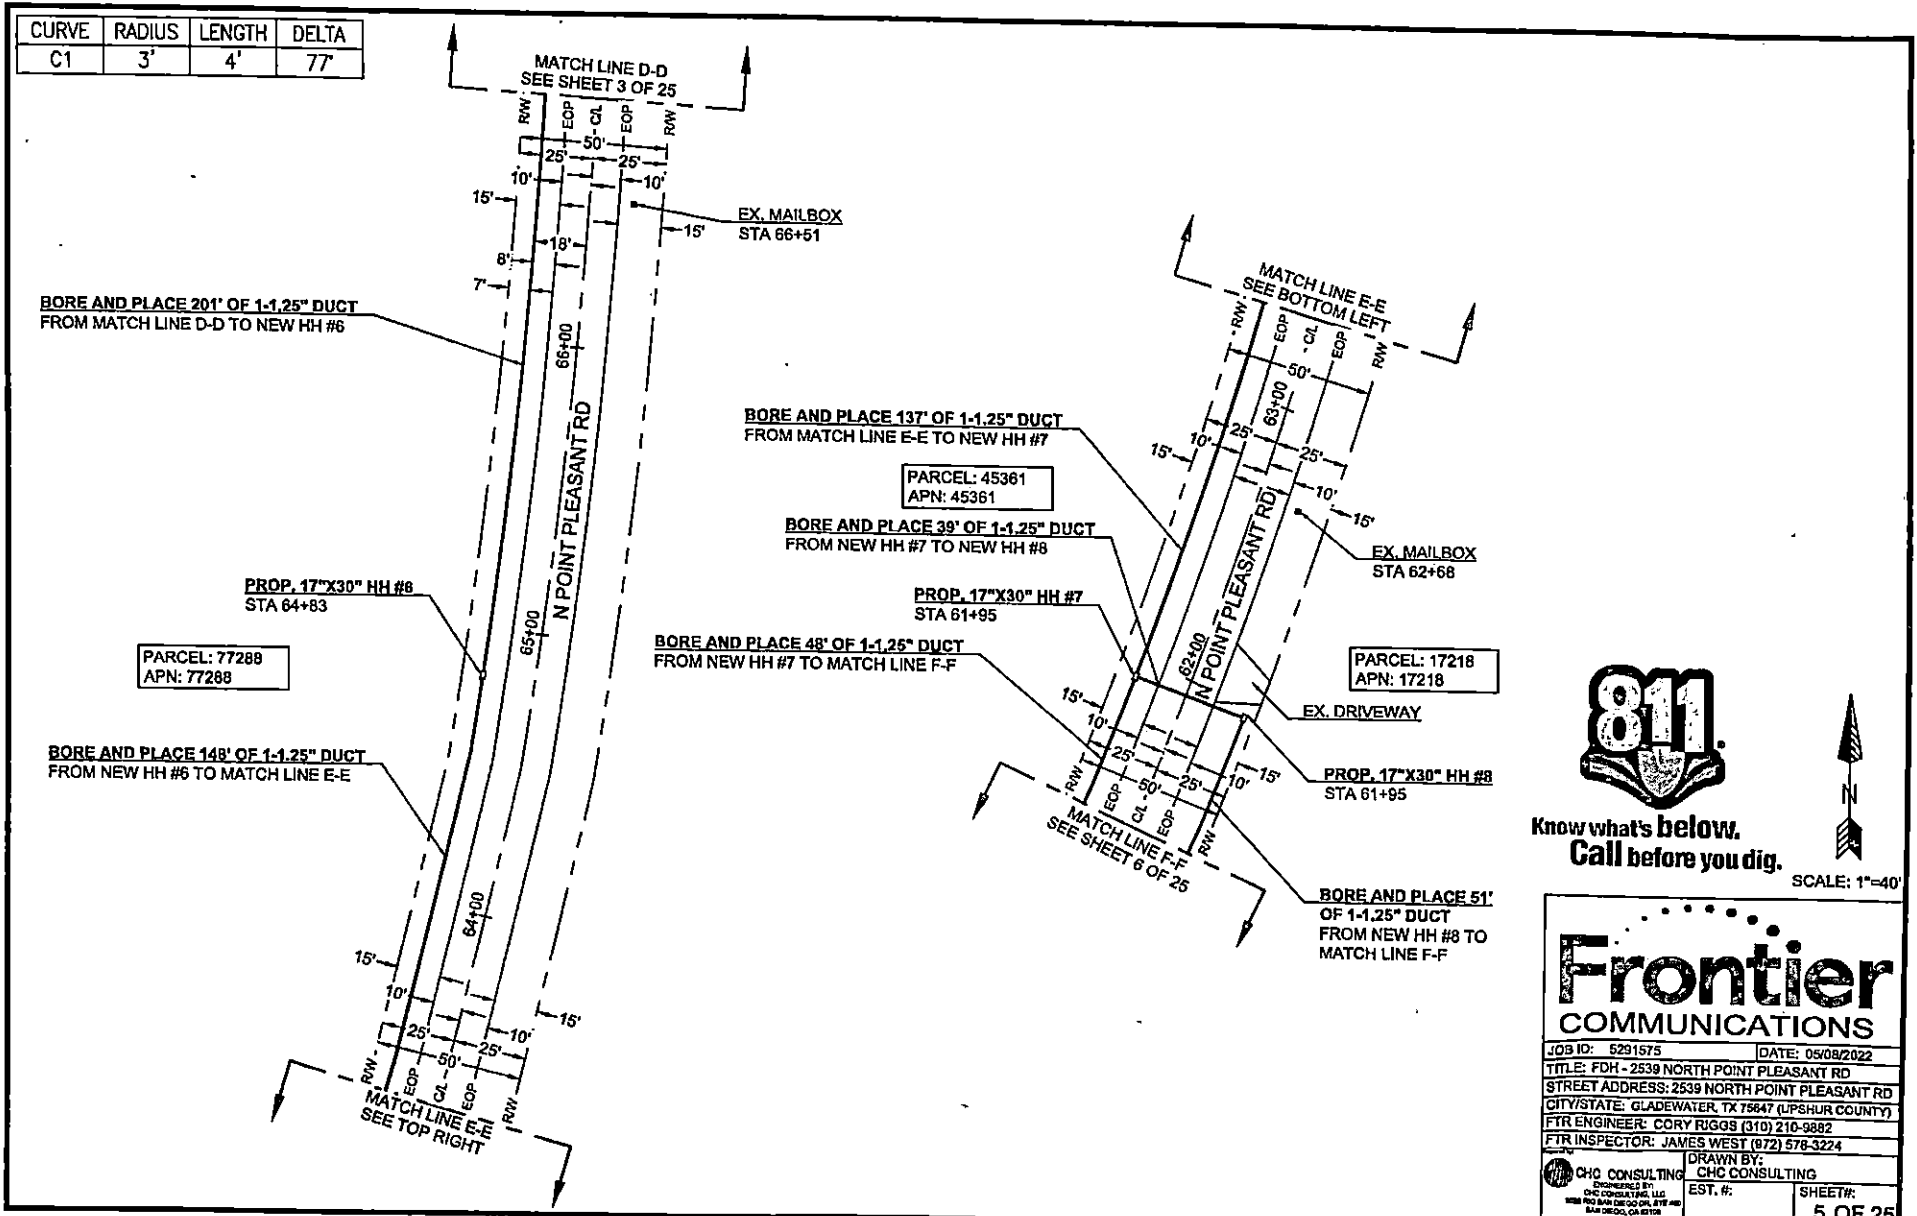 CURVE RADIUS LENGTH DELTA
C1 3' 4' 77°
MATCH LINE D-D
SEE SHEET 3 OF 25
R/W EOP C/L EOP R/W
50'
25' 25'
10' 10'
15'
EX. MAILBOX
STA 66+51
15'
18'
8'
7'
BORE AND PLACE 201' OF 1-1.25" DUCT
FROM MATCH LINE D-D TO NEW HH #6
66+00
N POINT PLEASANT RD
PROP. 17"X30" HH #6
STA 64+83
65+00
PARCEL: 77288
APN: 77288
BORE AND PLACE 148' OF 1-1.25" DUCT
FROM NEW HH #6 TO MATCH LINE E-E
64+00
15'
10'
15'
10'
25' 25'
50'
R/W EOP C/L EOP R/W
MATCH LINE E-E
SEE TOP RIGHT
MATCH LINE E-E
SEE BOTTOM LEFT
R/W EOP C/L EOP R/W
50'
63+00
BORE AND PLACE 137' OF 1-1.25" DUCT
FROM MATCH LINE E-E TO NEW HH #7
25' 25'
10'
15'
10'
15'
PARCEL: 45361
APN: 45361
BORE AND PLACE 39' OF 1-1.25" DUCT
FROM NEW HH #7 TO NEW HH #8
EX. MAILBOX
STA 62+68
N POINT PLEASANT RD
PROP. 17"X30" HH #7
STA 61+95
62+00
BORE AND PLACE 48' OF 1-1.25" DUCT
FROM NEW HH #7 TO MATCH LINE F-F
PARCEL: 17218
APN: 17218
EX. DRIVEWAY
15'
10'
25' 25'
50'
10'
15'
PROP. 17"X30" HH #8
STA 61+95
R/W EOP C/L EOP R/W
MATCH LINE F-F
SEE SHEET 6 OF 25
BORE AND PLACE 51'
OF 1-1.25" DUCT
FROM NEW HH #8 TO
MATCH LINE F-F
811
Know what's below.
Call before you dig.
N
SCALE: 1"=40'
Frontier
COMMUNICATIONS
JOB ID: 5291575 DATE: 05/08/2022
TITLE: FDH - 2539 NORTH POINT PLEASANT RD
STREET ADDRESS: 2539 NORTH POINT PLEASANT RD
CITY/STATE: GLADEWATER, TX 75647 (UPSHUR COUNTY)
FTR ENGINEER: CORY RIGGS (310) 210-9882
FTR INSPECTOR: JAMES WEST (972) 578-3224
CHC CONSULTING
ENGINEERED BY:
CHC CONSULTING, LLC
SAN DIEGO, CA
DRAWN BY:
CHC CONSULTING
EST. #:
SHEET#:
5 OF 25